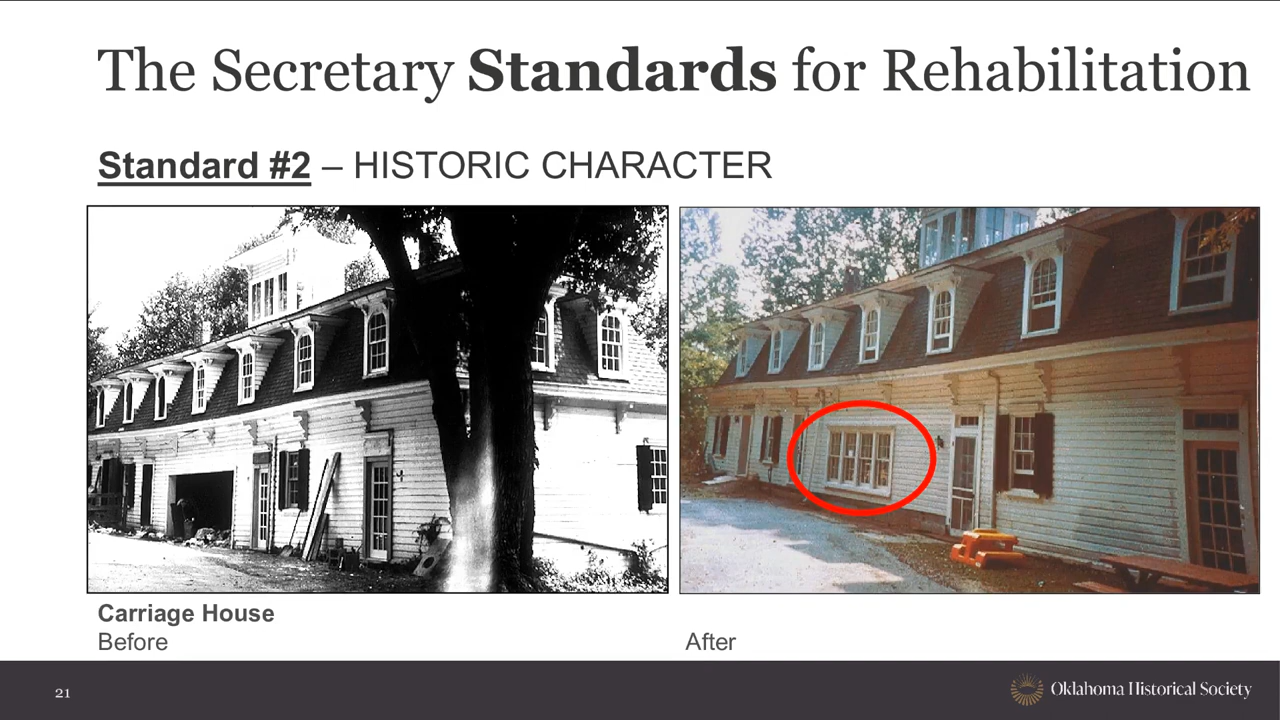 The Secretary Standards for Rehabilitation
Standard #2 – HISTORIC CHARACTER
Carriage House
Before
After
21
Oklahoma Historical Society